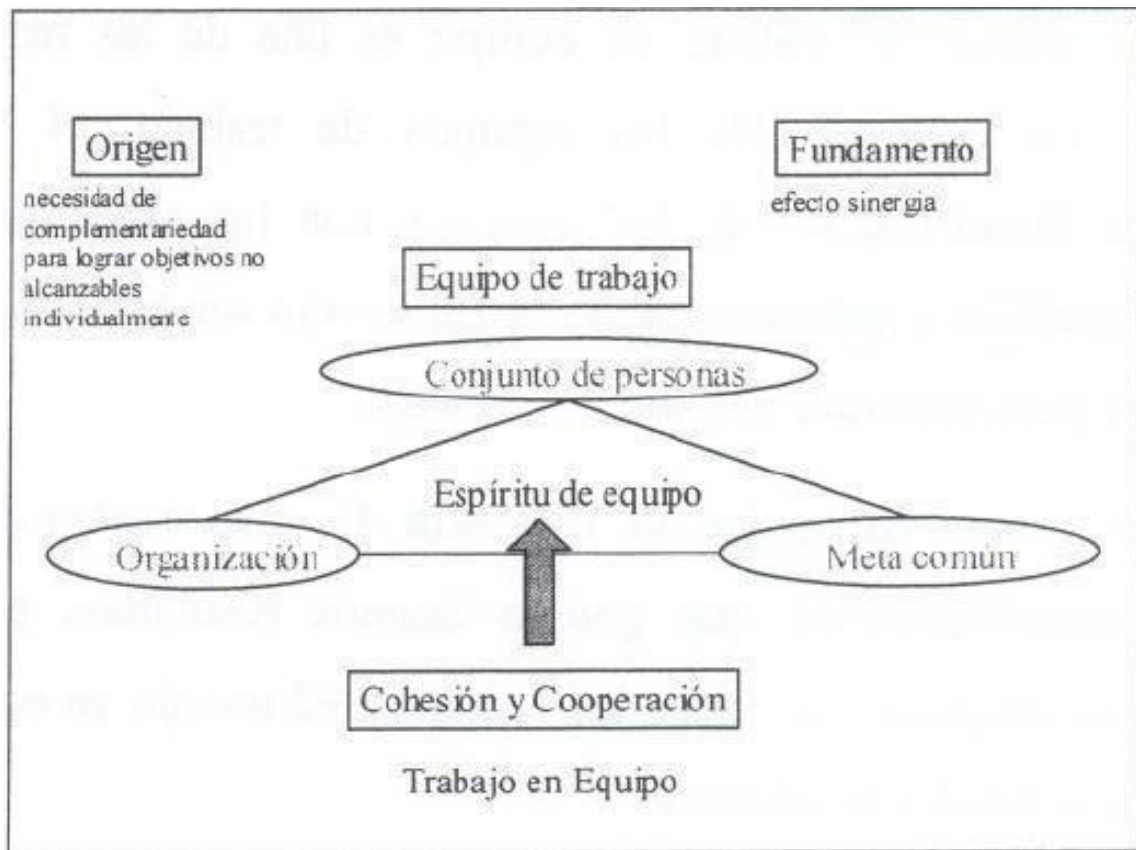 Origen
necesidad de
complementariedad
para lograr objetivos no
alcanzables
individualmente
Fundamento
efecto sinergia
Equipo de trabajo
Conjunto de personas
Espíritu de equipo
Organización
Meta común
Cohesión y Cooperación
Trabajo en Equipo